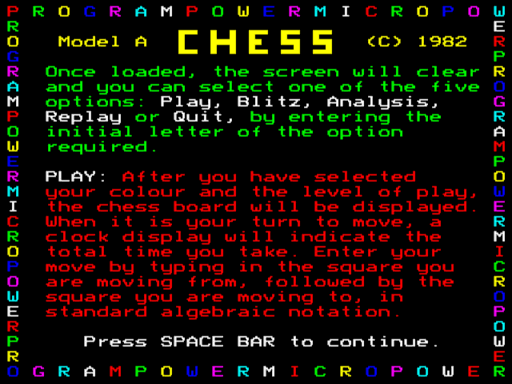 PROGRAMPOWERMICROPOW
Model A CHESS (C) 1982
Once loaded, the screen will clear
and you can select one of the five
options: Play, Blitz, Analysis,
Replay or Quit, by entering the
initial letter of the option
required.
PLAY: After you have selected
your colour and the level of play,
the chess board will be displayed.
When it is your turn to move, a
clock display will indicate the
total time you take. Enter your
move by typing in the square you
are moving from, followed by the
square you are moving to, in
standard algebraic notation.
Press SPACE BAR to continue.
PROGRAMPOWERMICROPOWERPRO
WERPROGRAMPOWERMICROPOWER
OGRAMPOWERMICROPOWER